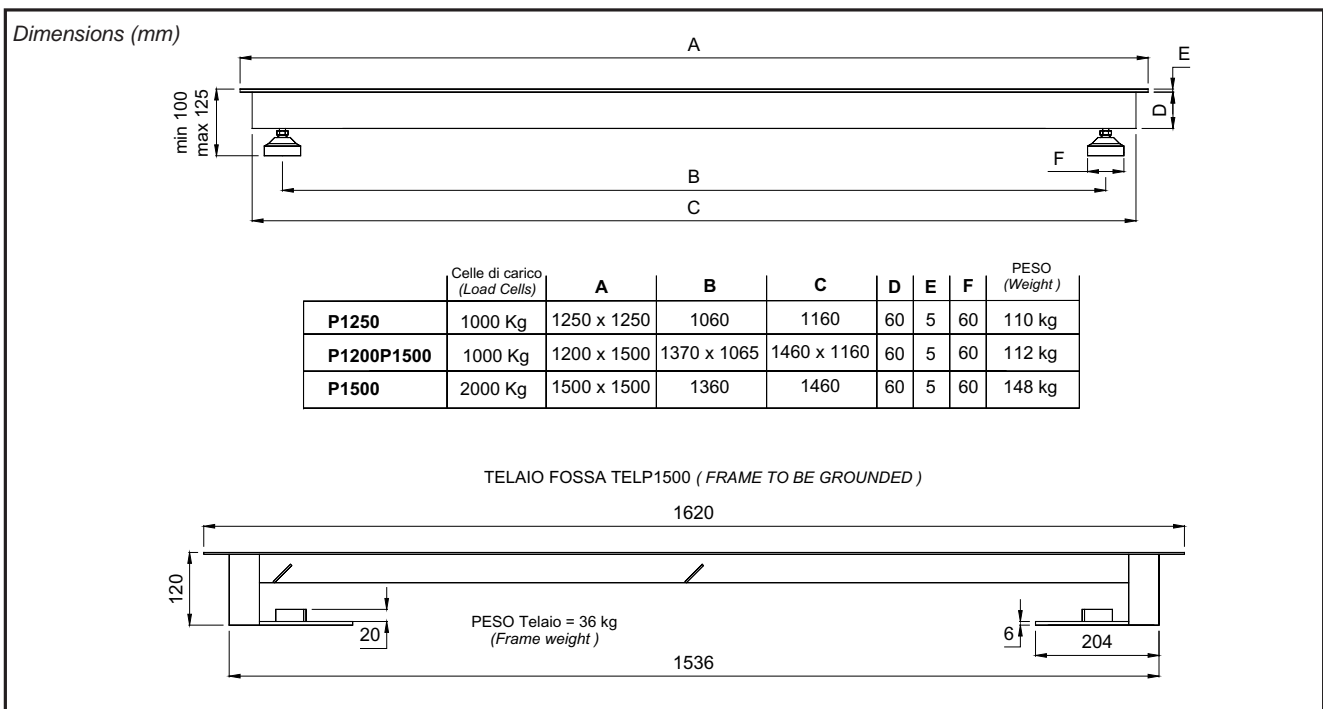 Dimensions (mm)
A
E
min 100
max 125
D
F
B
C
Celle di carico
(Load Cells)
A B C D E F
PESO
(Weight )
P1250 1000 Kg 1250 x 1250 1060 1160 60 5 60 110 kg
P1200P1500 1000 Kg 1200 x 1500 1370 x 1065 1460 x 1160 60 5 60 112 kg
P1500 2000 Kg 1500 x 1500 1360 1460 60 5 60 148 kg
TELAIO FOSSA TELP1500 ( FRAME TO BE GROUNDED )
1620
120
20
PESO Telaio = 36 kg
(Frame weight )
6
204
1536